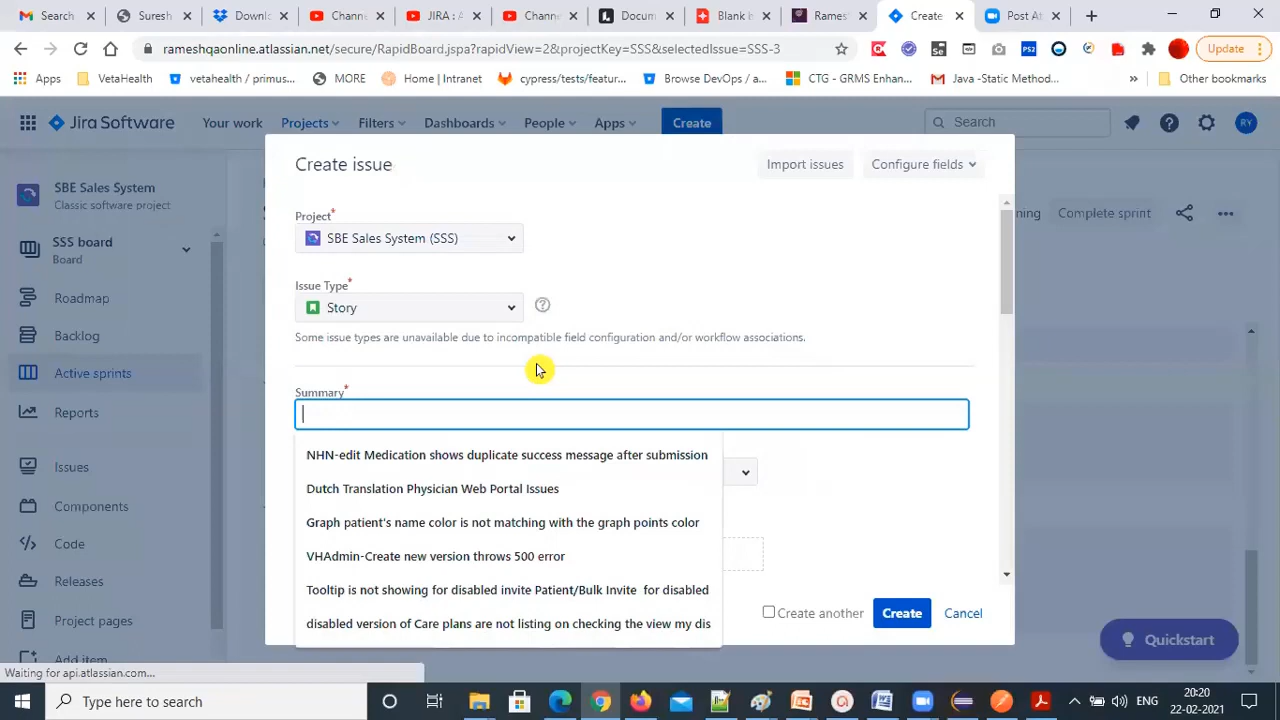 Search
Suresh
Downl
Channe
JIRA : A
Channe
Docum
Blank is
Ramesh
Create
Post At
rameshqaonline.atlassian.net/secure/RapidBoard.jspa?rapidView=2&projectKey=SSS&selectedIssue=SSS-3
Update
Apps
VetaHealth
vetahealth / primus...
MORE
Home | Intranet
cypress/tests/featur...
Browse DevOps / a...
CTG - GRMS Enhan...
Java -Static Method...
»
Other bookmarks
Jira Software
Your work
Projects
Filters
Dashboards
People
Apps
Create
Search
RY
SBE Sales System
Classic software project
SSS board
Board
Roadmap
Backlog
Active sprints
Reports
Issues
Components
Code
Releases
Project pages
Add item
Complete sprint
Create issue
Import issues
Configure fields
Project*
SBE Sales System (SSS)
Issue Type*
Story
Some issue types are unavailable due to incompatible field configuration and/or workflow associations.
Summary*
NHN-edit Medication shows duplicate success message after submission
Dutch Translation Physician Web Portal Issues
Graph patient's name color is not matching with the graph points color
VHAdmin-Create new version throws 500 error
Tooltip is not showing for disabled invite Patient/Bulk Invite for disabled
disabled version of Care plans are not listing on checking the view my dis
Create another
Create
Cancel
Quickstart
Waiting for api.atlassian.com...
Type here to search
ENG
20:20
22-02-2021